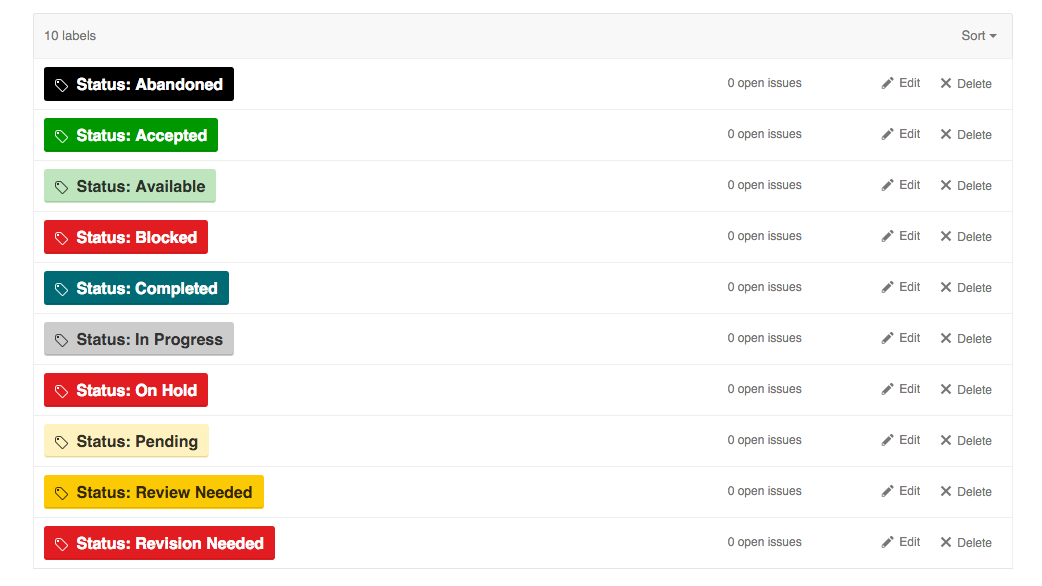 10 labels Sort
Status: Abandoned 0 open issues Edit Delete
Status: Accepted 0 open issues Edit Delete
Status: Available 0 open issues Edit Delete
Status: Blocked 0 open issues Edit Delete
Status: Completed 0 open issues Edit Delete
Status: In Progress 0 open issues Edit Delete
Status: On Hold 0 open issues Edit Delete
Status: Pending 0 open issues Edit Delete
Status: Review Needed 0 open issues Edit Delete
Status: Revision Needed 0 open issues Edit Delete